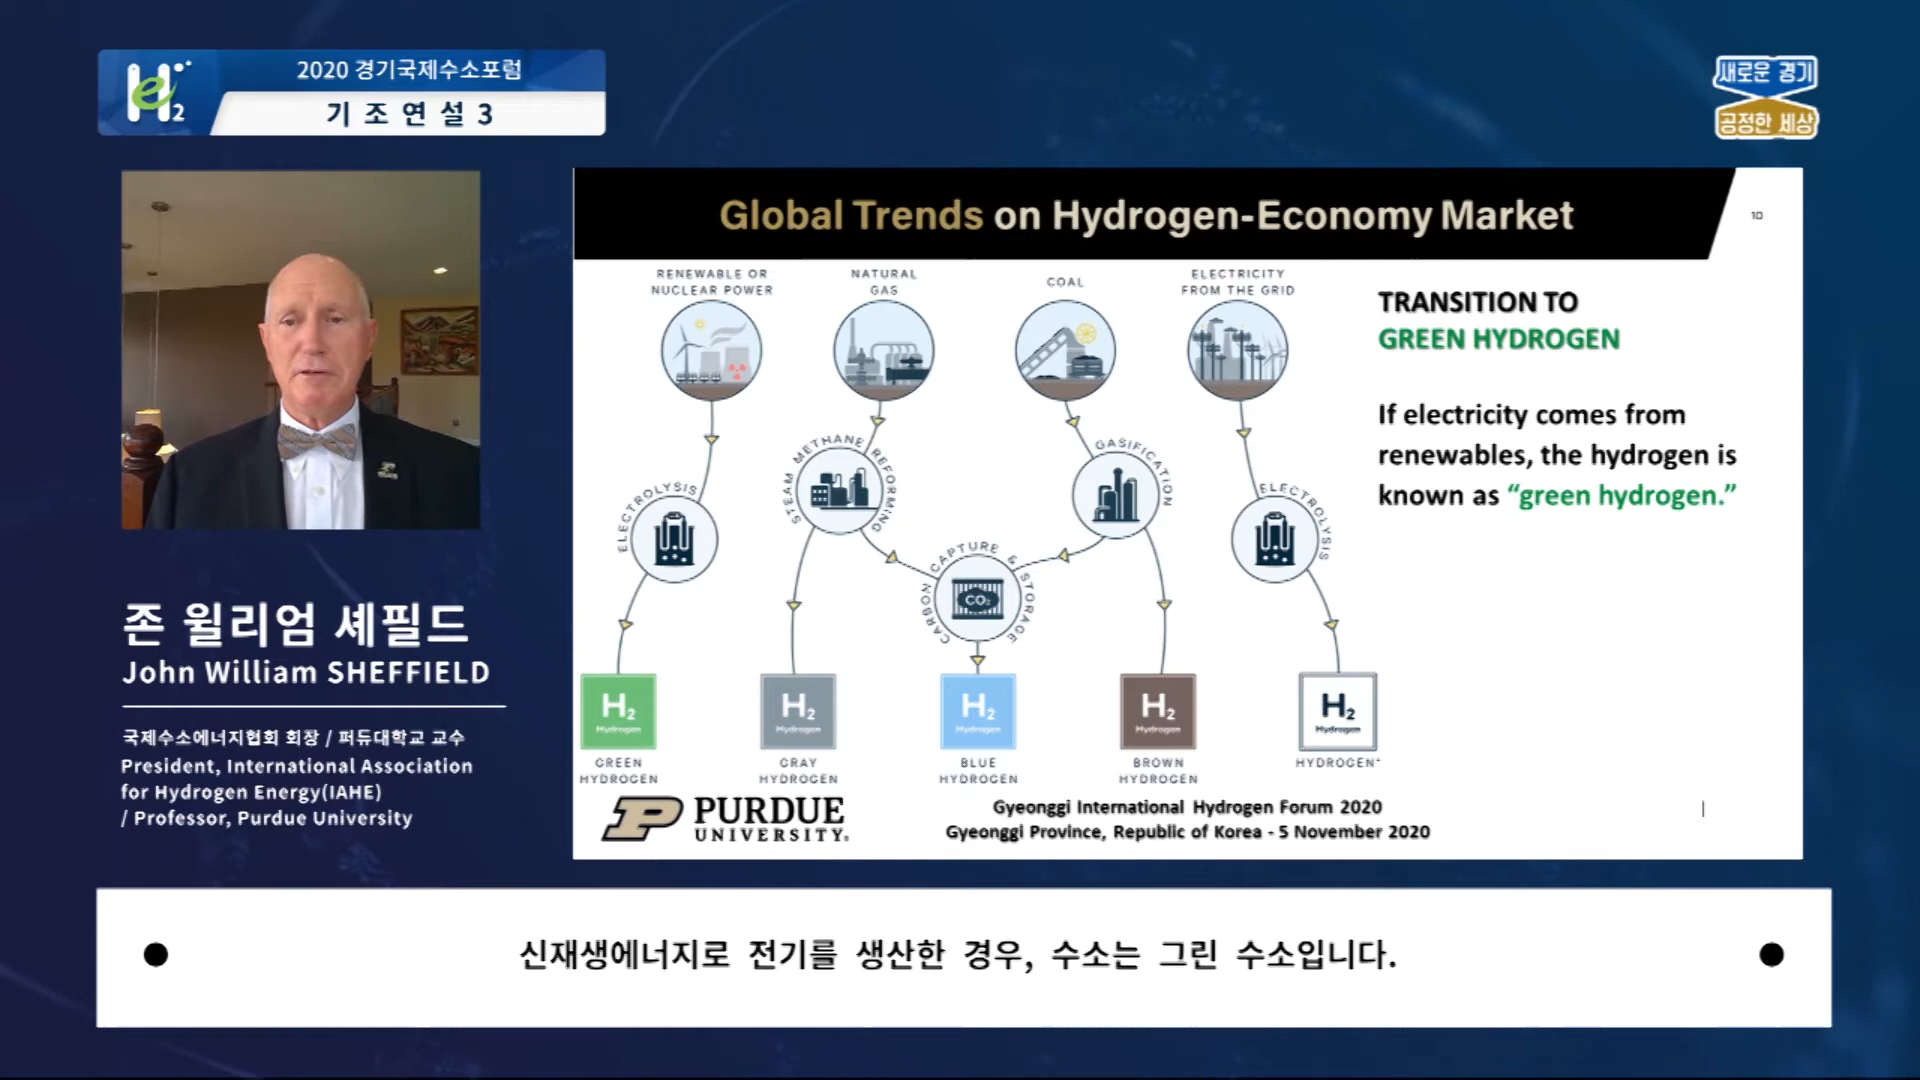 2020 경기국제수소포럼
기조연설3
He2
새로운 경기
공정한 세상
Global Trends on Hydrogen-Economy Market
10
RENEWABLE OR
NUCLEAR POWER
NATURAL
GAS
COAL
ELECTRICITY
FROM THE GRID
TRANSITION TO
GREEN HYDROGEN
If electricity comes from
renewables, the hydrogen is
known as “green hydrogen.”
ELECTROLYSIS
STEAM METHANE REFORMING
GASIFICATION
ELECTROLYSIS
CARBON CAPTURE & STORAGE
CO2
H2
Hydrogen
H2
Hydrogen
H2
Hydrogen
H2
Hydrogen
H2
Hydrogen
GREEN
HYDROGEN
GRAY
HYDROGEN
BLUE
HYDROGEN
BROWN
HYDROGEN
HYDROGEN*
P PURDUE
UNIVERSITY®
Gyeonggi International Hydrogen Forum 2020
Gyeonggi Province, Republic of Korea - 5 November 2020
존 윌리엄 셰필드
John William SHEFFIELD
국제수소에너지협회 회장 / 퍼듀대학교 교수
President, International Association
for Hydrogen Energy(IAHE)
/ Professor, Purdue University
신재생에너지로 전기를 생산한 경우, 수소는 그린 수소입니다.